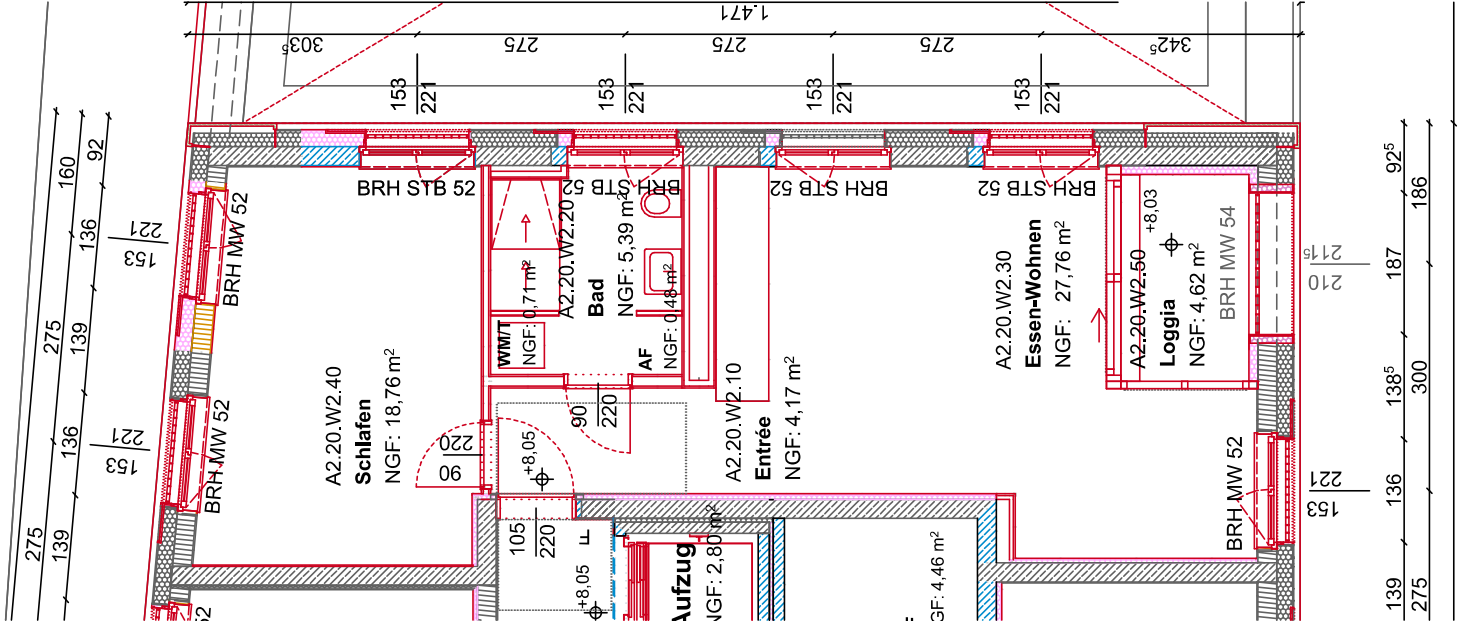 1.471
303⁵
275
275
275
342⁵
153
221
153
221
153
221
153
221
160
92
275
136
139
136
275
139
221
153
221
153
BRH STB 52
BRH STB 52
BRH STB 52
BRH STB 52
BRH MW 52
BRH MW 52
A2.20.W2.40
Schlafen
NGF: 18,76 m²
WM/T
NGF: 0,71 m²
A2.20.W2.20
Bad
NGF: 5,39 m²
AF
NGF: 0,48 m²
A2.20.W2.10
Entrée
NGF: 4,17 m²
A2.20.W2.30
Essen-Wohnen
NGF: 27,76 m²
A2.20.W2.50
Loggia
NGF: 4,62 m²
+8,03
BRH MW 54
211⁵
210
BRH MW 52
221
153
92⁵
186
187
138⁵
300
136
139
275
90
220
220
90
+8,05
105
220
F
+8,05
Aufzug
NGF: 2,80 m²
GF: 4,46 m²
52